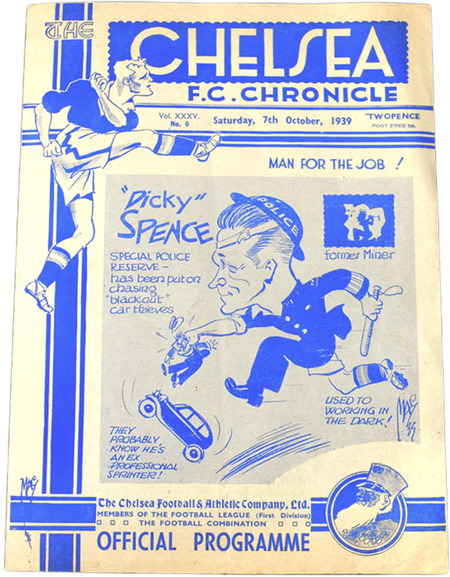 THE
CHELSEA
F.C. CHRONICLE
Vol. XXXV.
No. 6
Saturday, 7th October, 1939
TWOPENCE
POST FREE 3D.
MAN FOR THE JOB !
"Dicky"
SPENCE
SPECIAL POLICE
RESERVE –
has been put on
chasing
"blackout"
car thieves
POLICE
former Miner
USED TO
WORKING IN
THE DARK!
THEY
PROBABLY
KNOW HE'S
AN EX
PROFESSIONAL
SPRINTER!
The Chelsea Football & Athletic Company, Ltd.
MEMBERS OF THE FOOTBALL LEAGUE (First Division)
THE FOOTBALL COMBINATION
OFFICIAL PROGRAMME